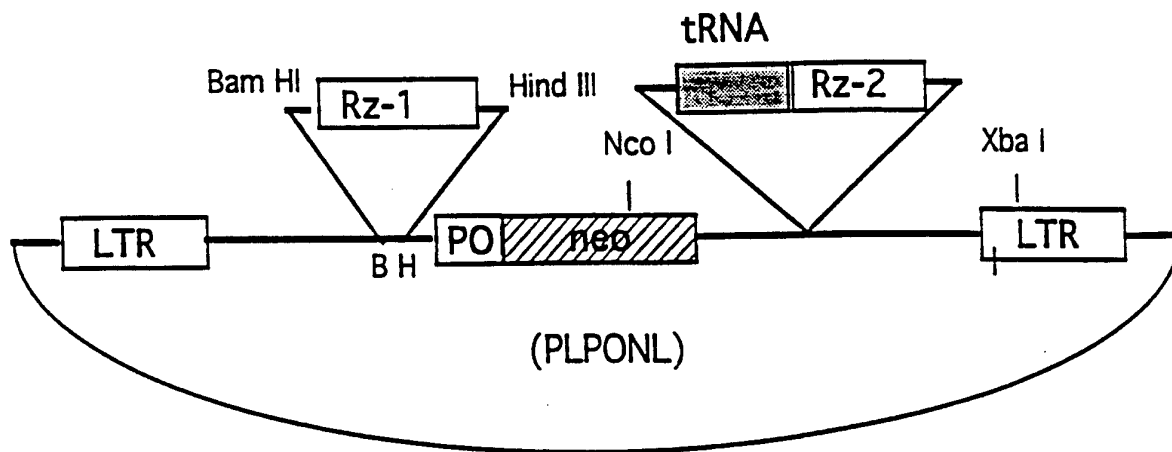 tRNA
Bam HI
Rz-1
Hind III
Rz-2
Nco I
Xba I
LTR
B H
PO
neo
LTR
(PLPONL)